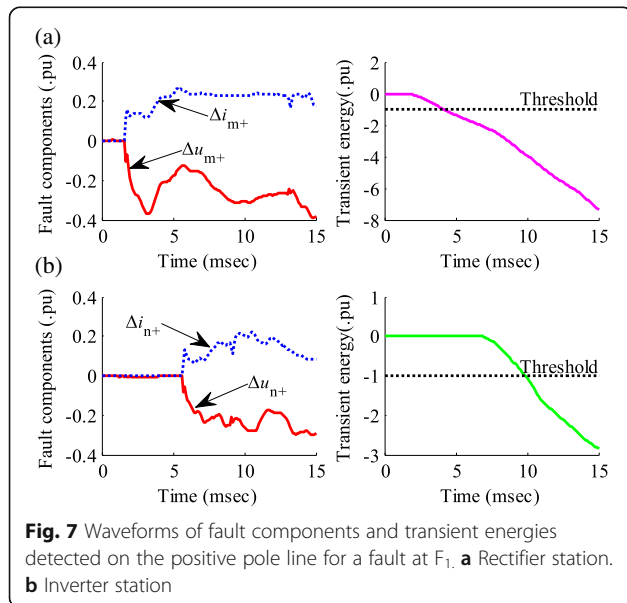 (a)
Fault components (.pu)
0.4
0.2
0
-0.2
-0.4
Δi_m+
Δu_m+
0 5 10 15
Time (msec)
Transient energy(.pu)
2
0
-2
-4
-6
-8
Threshold
0 5 10 15
Time (msec)
(b)
Fault components (.pu)
0.4
0.2
0
-0.2
-0.4
Δi_n+
Δu_n+
0 5 10 15
Time (msec)
Transient energy(.pu)
1
0
-1
-2
-3
Threshold
0 5 10 15
Time (msec)
Fig. 7 Waveforms of fault components and transient energies
detected on the positive pole line for a fault at F₁. a Rectifier station.
b Inverter station